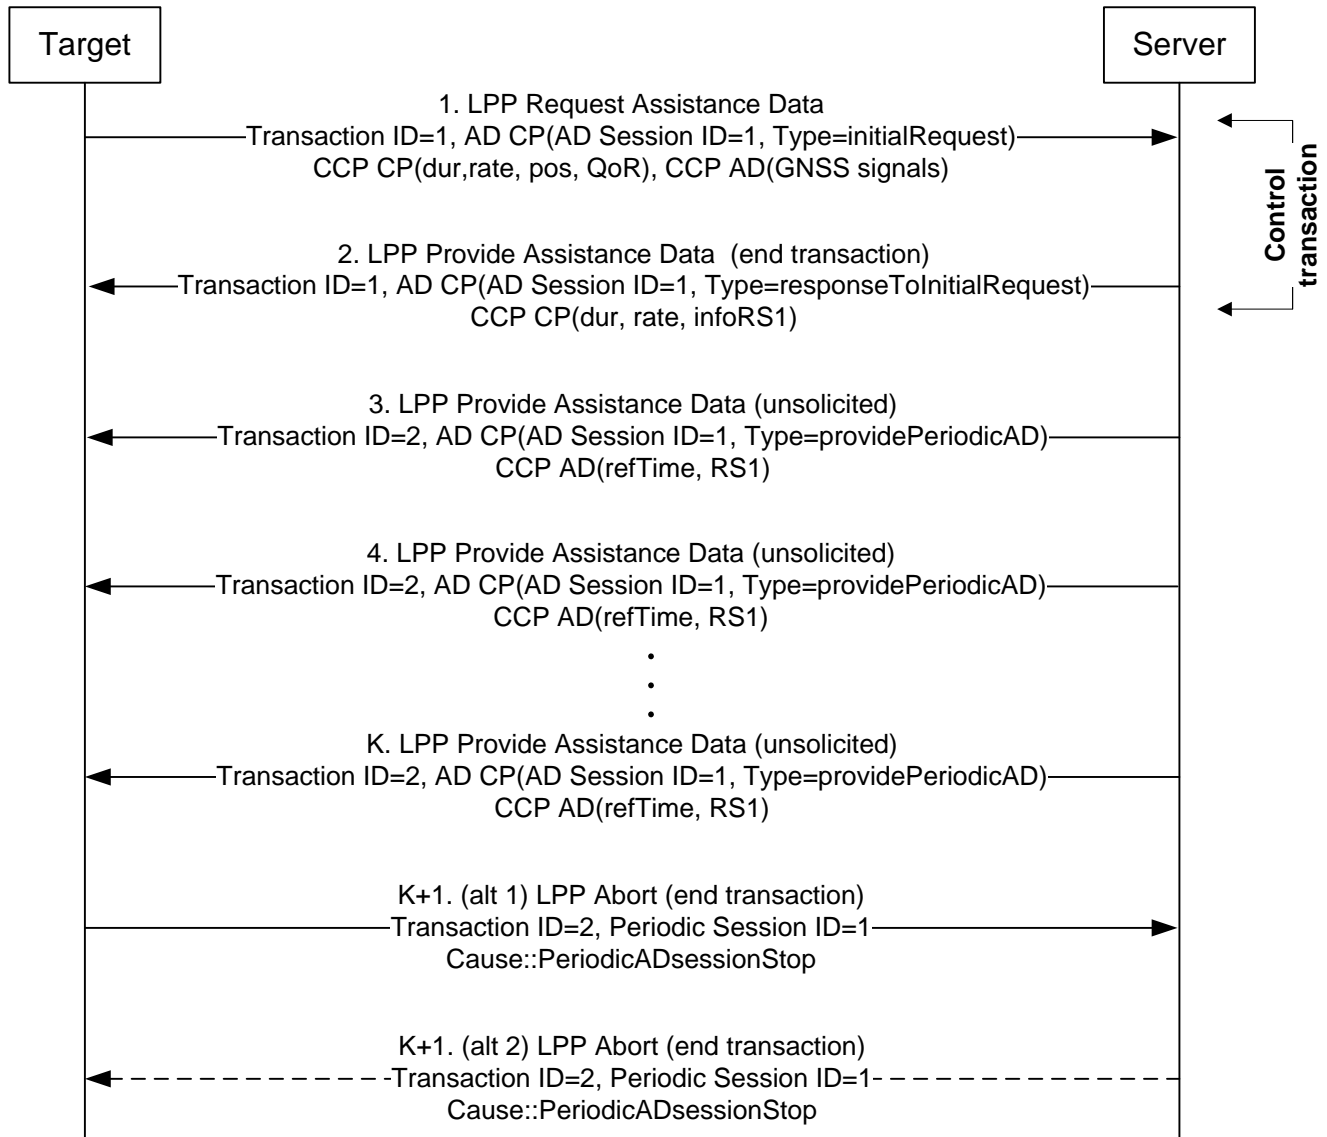 Target
Server
1. LPP Request Assistance Data
Transaction ID=1, AD CP(AD Session ID=1, Type=initialRequest)
CCP CP(dur,rate, pos, QoR), CCP AD(GNSS signals)
Control
transaction
2. LPP Provide Assistance Data  (end transaction)
Transaction ID=1, AD CP(AD Session ID=1, Type=responseToInitialRequest)
CCP CP(dur, rate, infoRS1)
3. LPP Provide Assistance Data (unsolicited)
Transaction ID=2, AD CP(AD Session ID=1, Type=providePeriodicAD)
CCP AD(refTime, RS1)
4. LPP Provide Assistance Data (unsolicited)
Transaction ID=2, AD CP(AD Session ID=1, Type=providePeriodicAD)
CCP AD(refTime, RS1)
.
.
.
K. LPP Provide Assistance Data (unsolicited)
Transaction ID=2, AD CP(AD Session ID=1, Type=providePeriodicAD)
CCP AD(refTime, RS1)
K+1. (alt 1) LPP Abort (end transaction)
Transaction ID=2, Periodic Session ID=1
Cause::PeriodicADsessionStop
K+1. (alt 2) LPP Abort (end transaction)
Transaction ID=2, Periodic Session ID=1
Cause::PeriodicADsessionStop